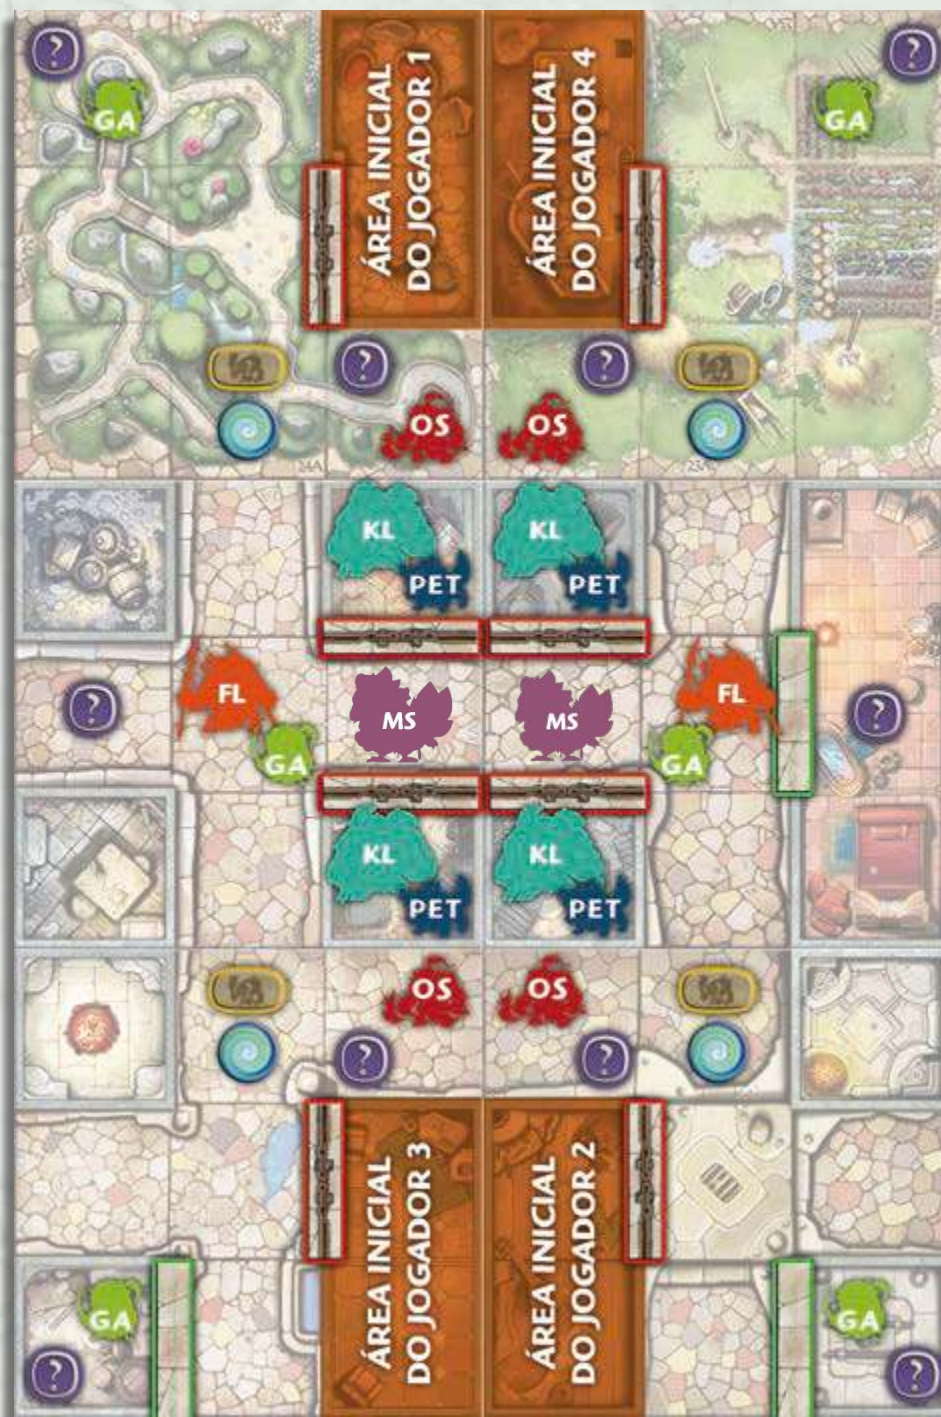 ?
?
GA
GA
ÁREA INICIAL
DO JOGADOR 1
ÁREA INICIAL
DO JOGADOR 4
?
?
OS
OS
24A
KL
KL
PET
PET
FL
FL
?
MS
MS
?
GA
GA
KL
KL
PET
PET
OS
OS
?
?
ÁREA INICIAL
DO JOGADOR 3
ÁREA INICIAL
DO JOGADOR 2
GA
GA
?
?